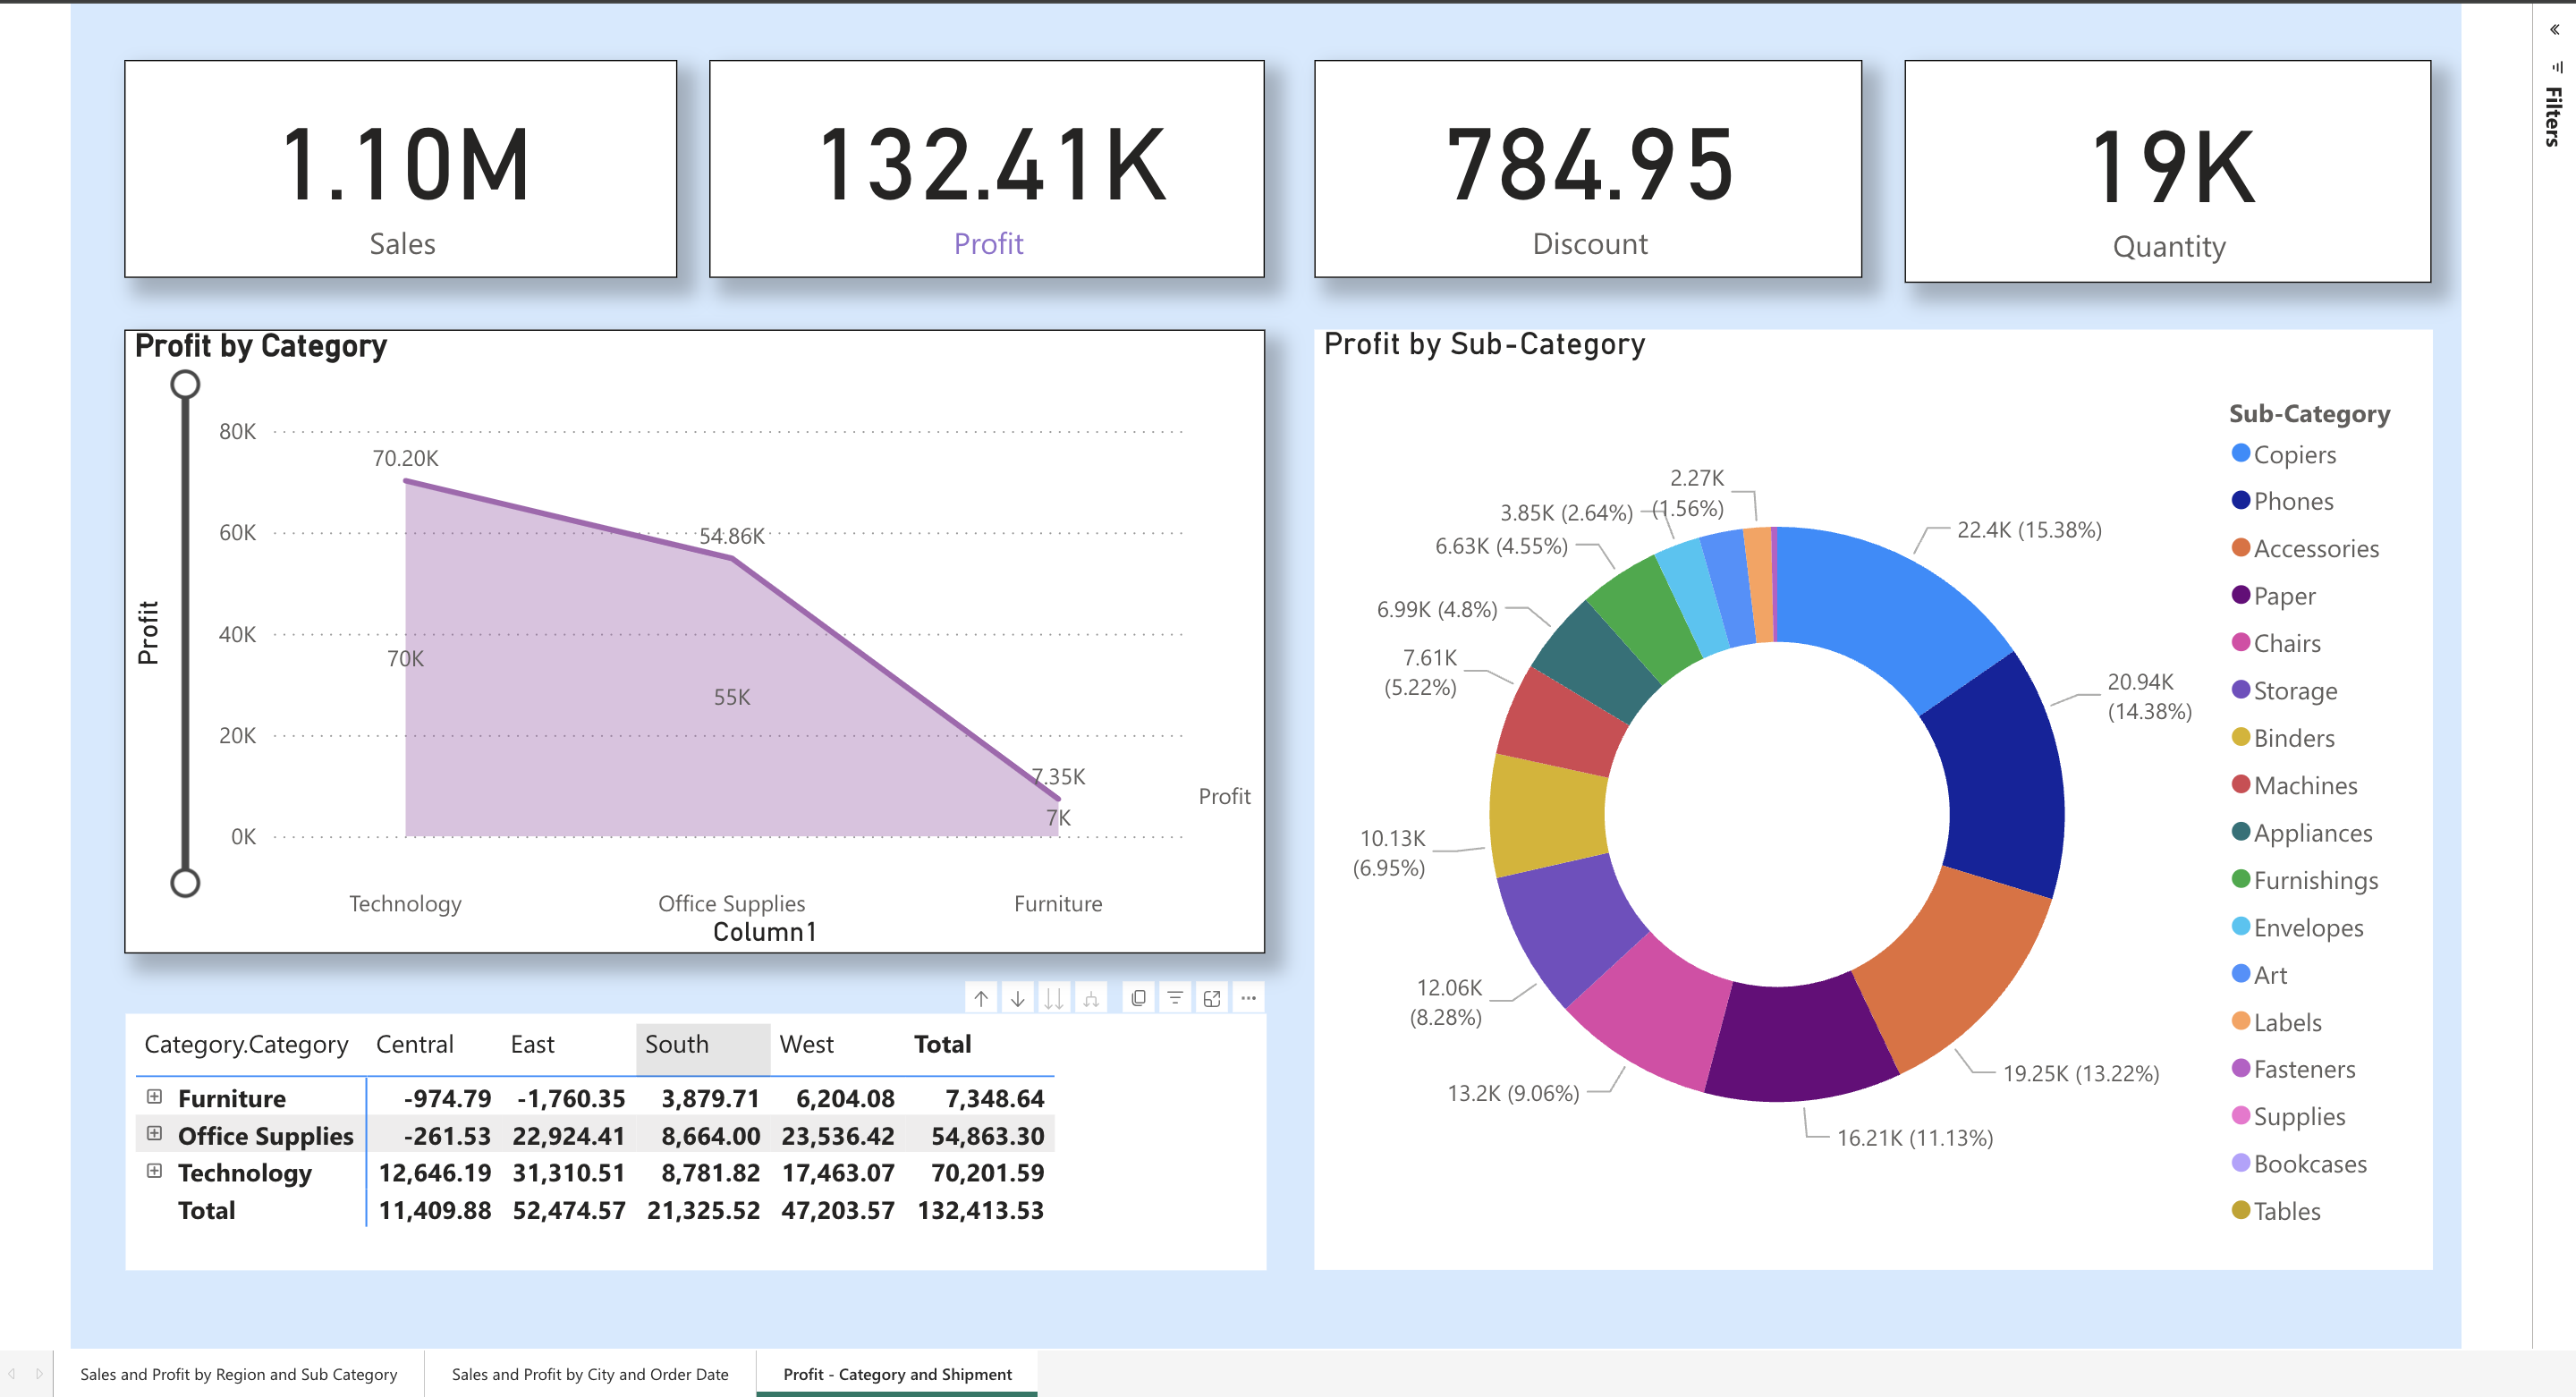 1.10M
Sales
132.41K
Profit
784.95
Discount
19K
Quantity
Filters
Profit by Category
Profit
80K
60K
40K
20K
0K
70.20K
54.86K
7.35K
70K
55K
7K
Profit
Technology Office Supplies Furniture
Column1
Category.Category Central East South West Total
Furniture -974.79 -1,760.35 3,879.71 6,204.08 7,348.64
Office Supplies -261.53 22,924.41 8,664.00 23,536.42 54,863.30
Technology 12,646.19 31,310.51 8,781.82 17,463.07 70,201.59
Total 11,409.88 52,474.57 21,325.52 47,203.57 132,413.53
Profit by Sub-Category
22.4K (15.38%)
20.94K
(14.38%)
19.25K (13.22%)
16.21K (11.13%)
13.2K (9.06%)
12.06K
(8.28%)
10.13K
(6.95%)
7.61K
(5.22%)
6.99K (4.8%)
6.63K (4.55%)
3.85K (2.64%)
2.27K
(1.56%)
Sub-Category
Copiers
Phones
Accessories
Paper
Chairs
Storage
Binders
Machines
Appliances
Furnishings
Envelopes
Art
Labels
Fasteners
Supplies
Bookcases
Tables
Sales and Profit by Region and Sub Category
Sales and Profit by City and Order Date
Profit - Category and Shipment